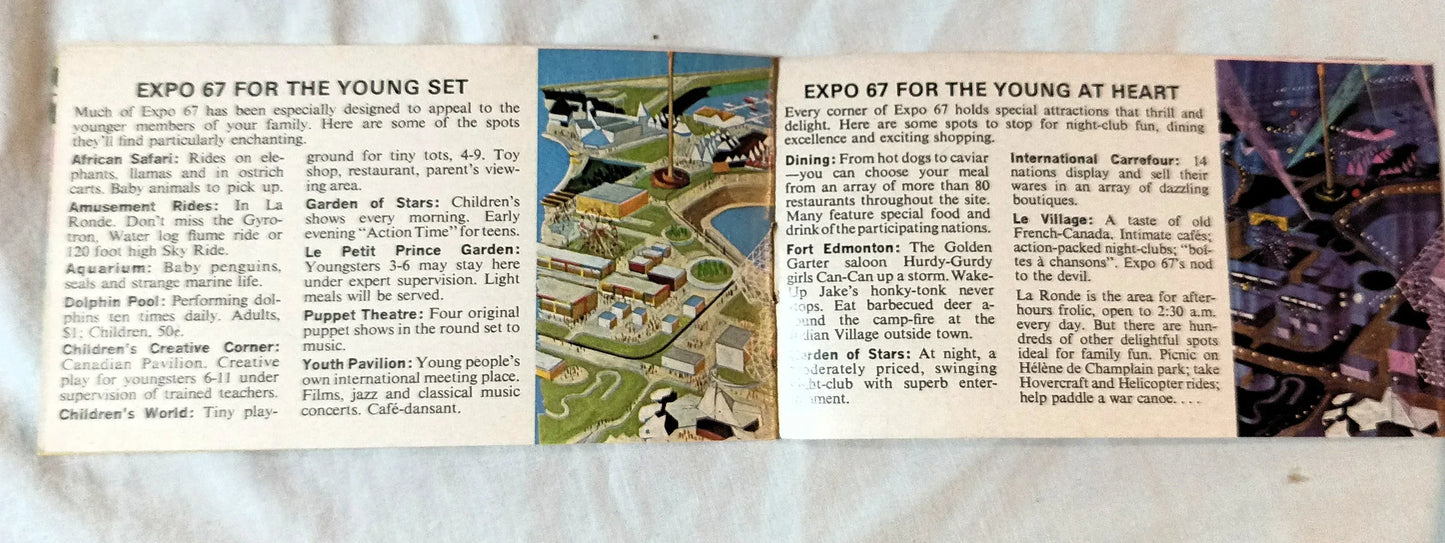 EXPO 67 FOR THE YOUNG SET
Much of Expo 67 has been especially designed to appeal to the
younger members of your family. Here are some of the spots
they'll find particularly enchanting.
African Safari: Rides on ele-
phants, llamas and in ostrich
carts. Baby animals to pick up.
Amusement Rides: In La
Ronde. Don't miss the Gyro-
tron, Water log flume ride or
120 foot high Sky Ride.
Aquarium: Baby penguins,
seals and strange marine life.
Dolphin Pool: Performing dol-
phins ten times daily. Adults,
$1; Children, 50¢.
Children's Creative Corner:
Canadian Pavilion. Creative
play for youngsters 6-11 under
supervision of trained teachers.
Children's World: Tiny play-
ground for tiny tots, 4-9. Toy
shop, restaurant, parent's view-
ing area.
Garden of Stars: Children's
shows every morning. Early
evening "Action Time" for teens.
Le Petit Prince Garden:
Youngsters 3-6 may stay here
under expert supervision. Light
meals will be served.
Puppet Theatre: Four original
puppet shows in the round set to
music.
Youth Pavilion: Young people's
own international meeting place.
Films, jazz and classical music
concerts. Café-dansant.
EXPO 67 FOR THE YOUNG AT HEART
Every corner of Expo 67 holds special attractions that thrill and
delight. Here are some spots to stop for night-club fun, dining
excellence and exciting shopping.
Dining: From hot dogs to caviar
—you can choose your meal
from an array of more than 80
restaurants throughout the site.
Many feature special food and
drink of the participating nations.
Fort Edmonton: The Golden
Garter saloon Hurdy-Gurdy
girls Can-Can up a storm. Wake-
Up Jake's honky-tonk never
tops. Eat barbecued deer a-
ound the camp-fire at the
dian Village outside town.
rden of Stars: At night, a
oderately priced, swinging
ht-club with superb enter-
ment.
International Carrefour: 14
nations display and sell their
wares in an array of dazzling
boutiques.
Le Village: A taste of old
French-Canada. Intimate cafés;
action-packed night-clubs; "boî-
tes à chansons". Expo 67's nod
to the devil.
La Ronde is the area for after-
hours frolic, open to 2:30 a.m.
every day. But there are hun-
dreds of other delightful spots
ideal for family fun. Picnic on
Hélène de Champlain park; take
Hovercraft and Helicopter rides;
help paddle a war canoe. . . .